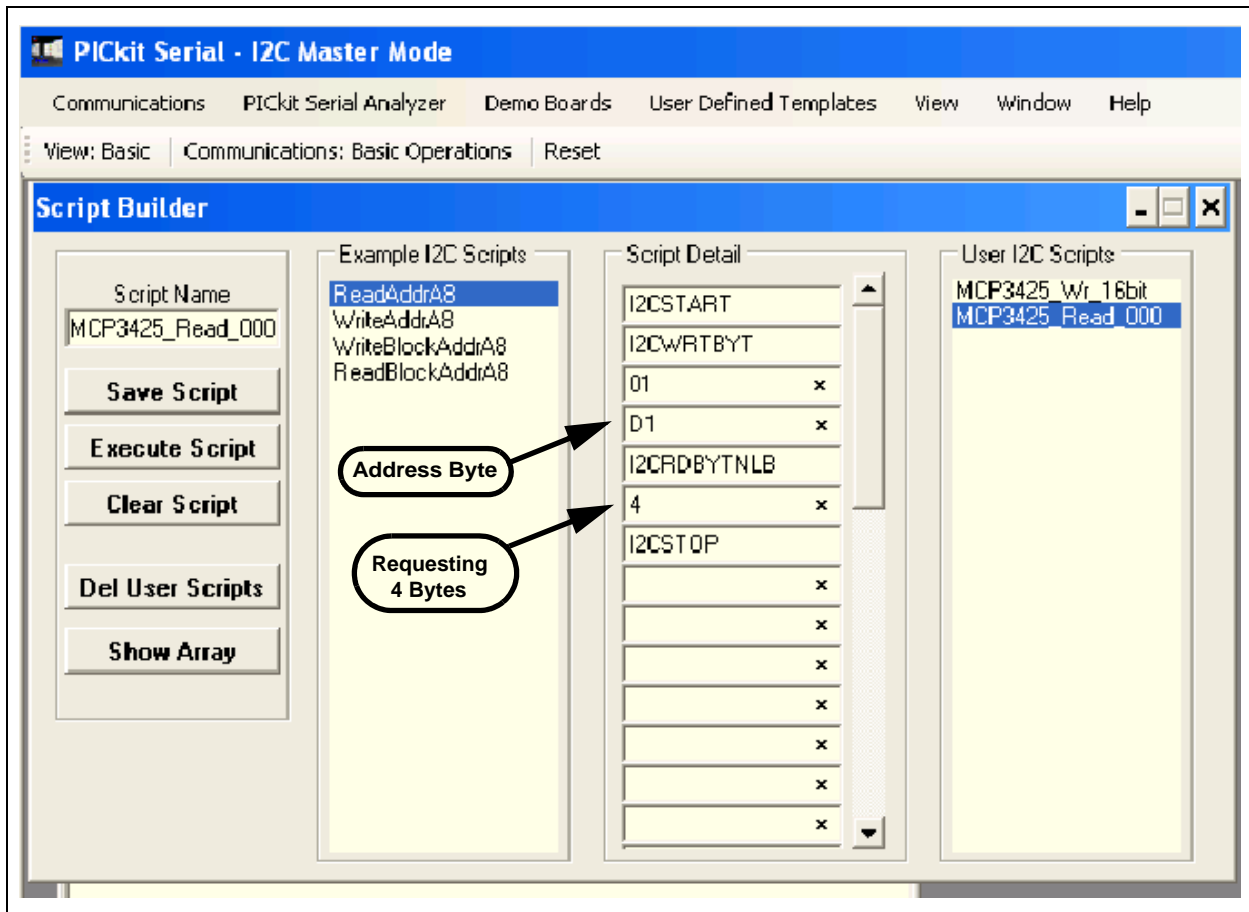 PICkit Serial - I2C Master Mode
Communications PICkit Serial Analyzer Demo Boards User Defined Templates View Window Help
View: Basic Communications: Basic Operations Reset
Script Builder
Script Name
MCP3425_Read_000
Save Script
Execute Script
Clear Script
Del User Scripts
Show Array
Example I2C Scripts
ReadAddrA8
WriteAddrA8
WriteBlockAddrA8
ReadBlockAddrA8
Address Byte
Requesting
4 Bytes
Script Detail
I2CSTART
I2CWRTBYT
01
D1
I2CRDBYTNLB
4
I2CSTOP
User I2C Scripts
MCP3425_Wr_16bit
MCP3425_Read_000